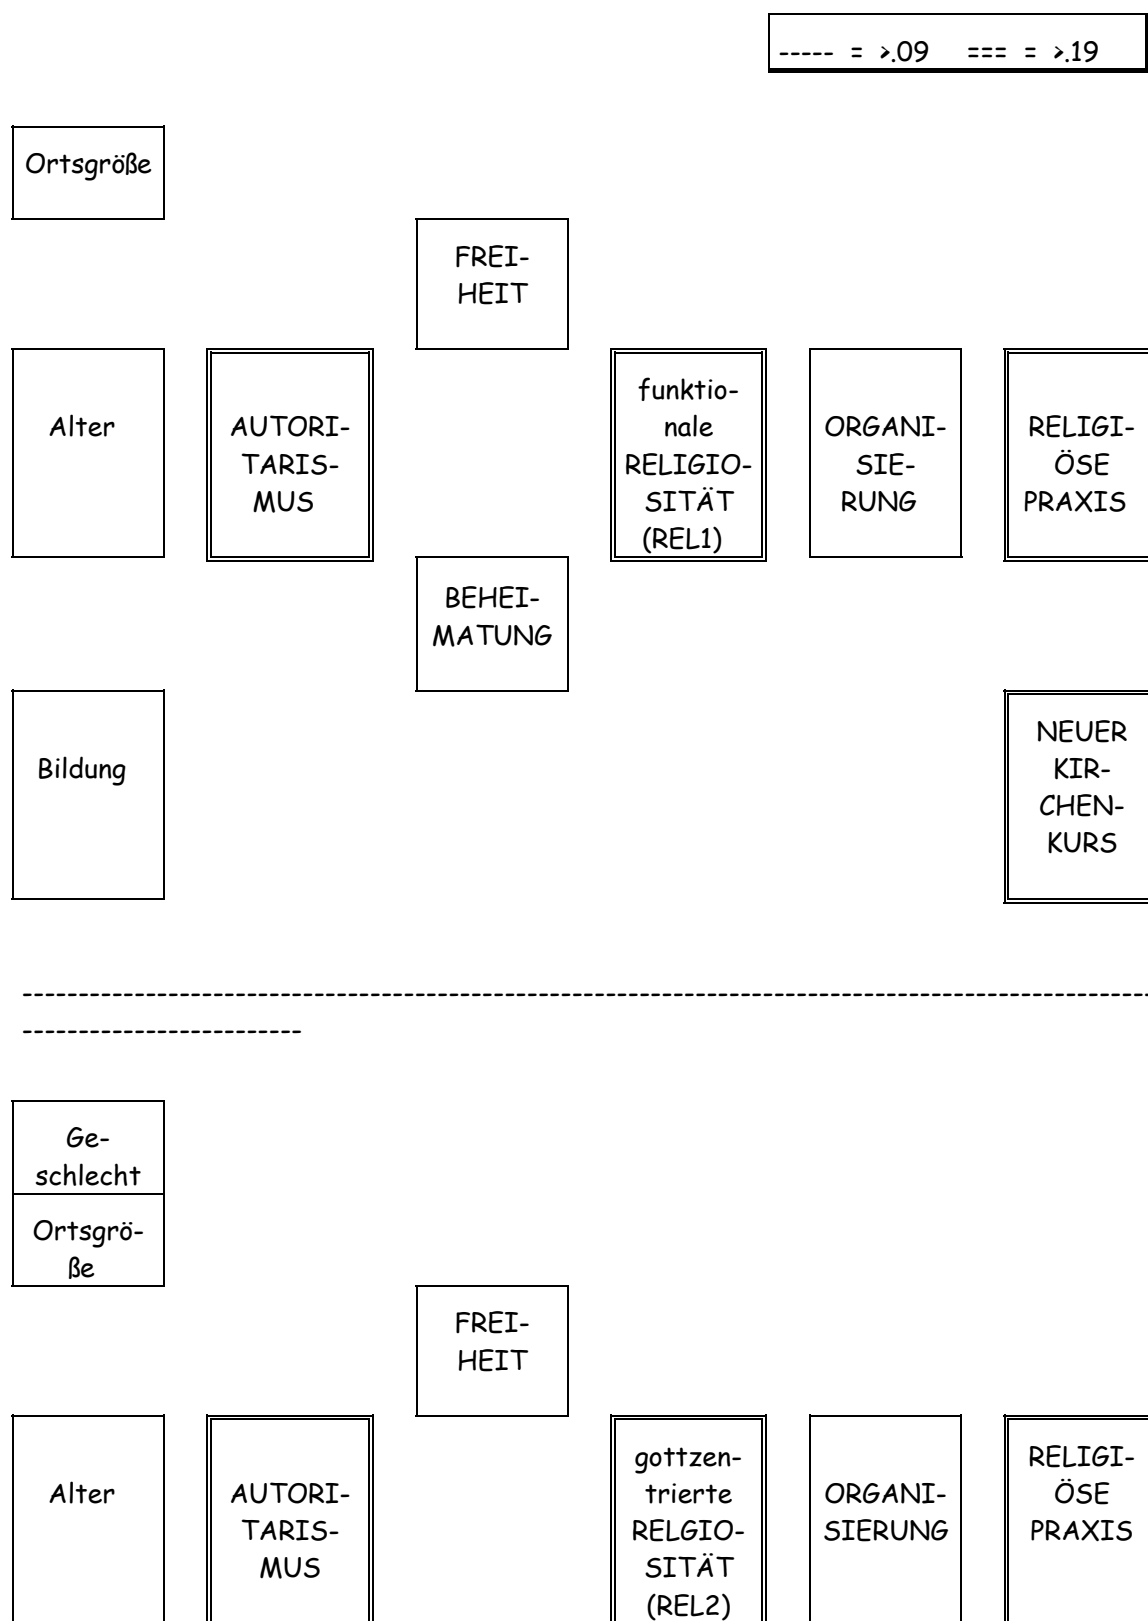 ----- = >.09 === = >.19
Ortsgröße
FREI-
HEIT
Alter
AUTORI-
TARIS-
MUS
funktio-
nale
RELIGIO-
SITÄT
(REL1)
ORGANI-
SIE-
RUNG
RELIGI-
ÖSE
PRAXIS
BEHEI-
MATUNG
Bildung
NEUER
KIR-
CHEN-
KURS
Ge-
schlecht
Ortsgrö-
ße
FREI-
HEIT
Alter
AUTORI-
TARIS-
MUS
gottzen-
trierte
RELGIO-
SITÄT
(REL2)
ORGANI-
SIERUNG
RELIGI-
ÖSE
PRAXIS